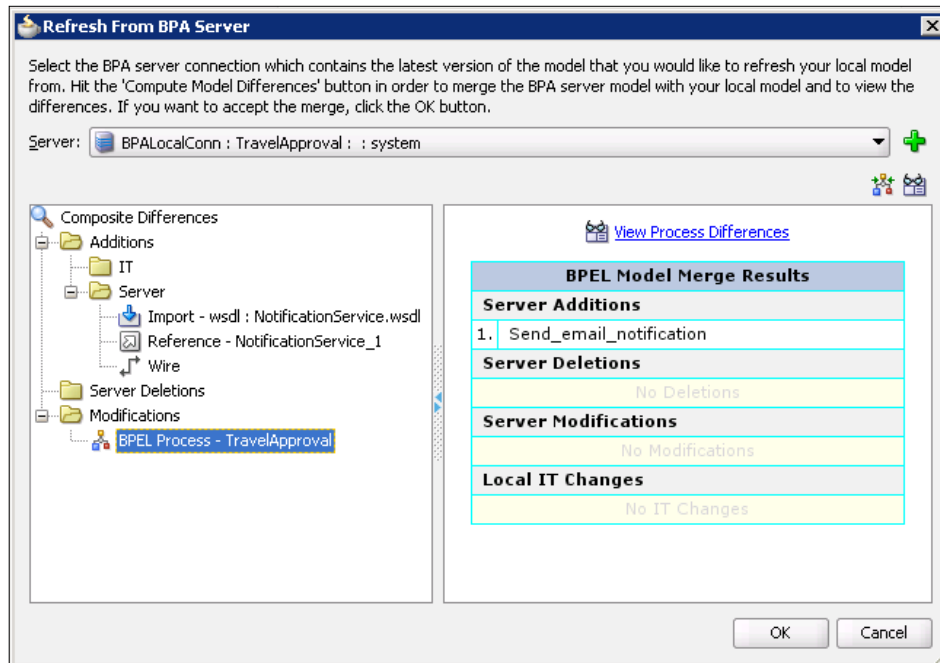 Refresh From BPA Server
Select the BPA server connection which contains the latest version of the model that you would like to refresh your local model
from. Hit the 'Compute Model Differences' button in order to merge the BPA server model with your local model and to view the
differences. If you want to accept the merge, click the OK button.
Server: BPALocalConn : TravelApproval : : system
Composite Differences
Additions
IT
Server
Import - wsdl : NotificationService.wsdl
Reference - NotificationService_1
Wire
Server Deletions
Modifications
BPEL Process - TravelApproval
View Process Differences
BPEL Model Merge Results
Server Additions
1. Send_email_notification
Server Deletions
No Deletions
Server Modifications
No Modifications
Local IT Changes
No IT Changes
OK Cancel